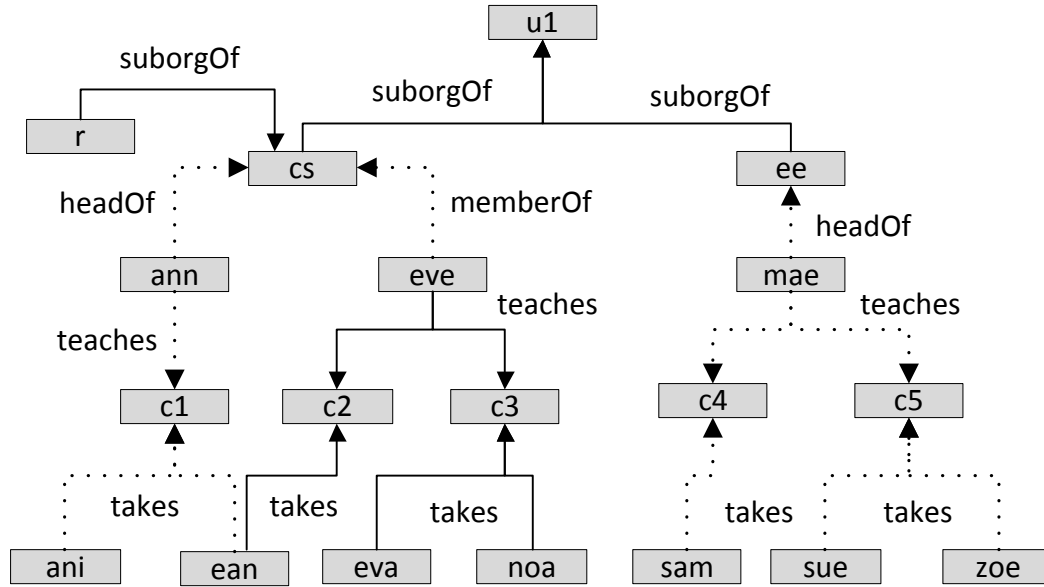 u1
suborgOf
suborgOf
suborgOf
r
cs
ee
headOf
memberOf
headOf
ann
eve
mae
teaches
teaches
teaches
c1
c2
c3
c4
c5
takes
takes
takes
takes
takes
ani
ean
eva
noa
sam
sue
zoe